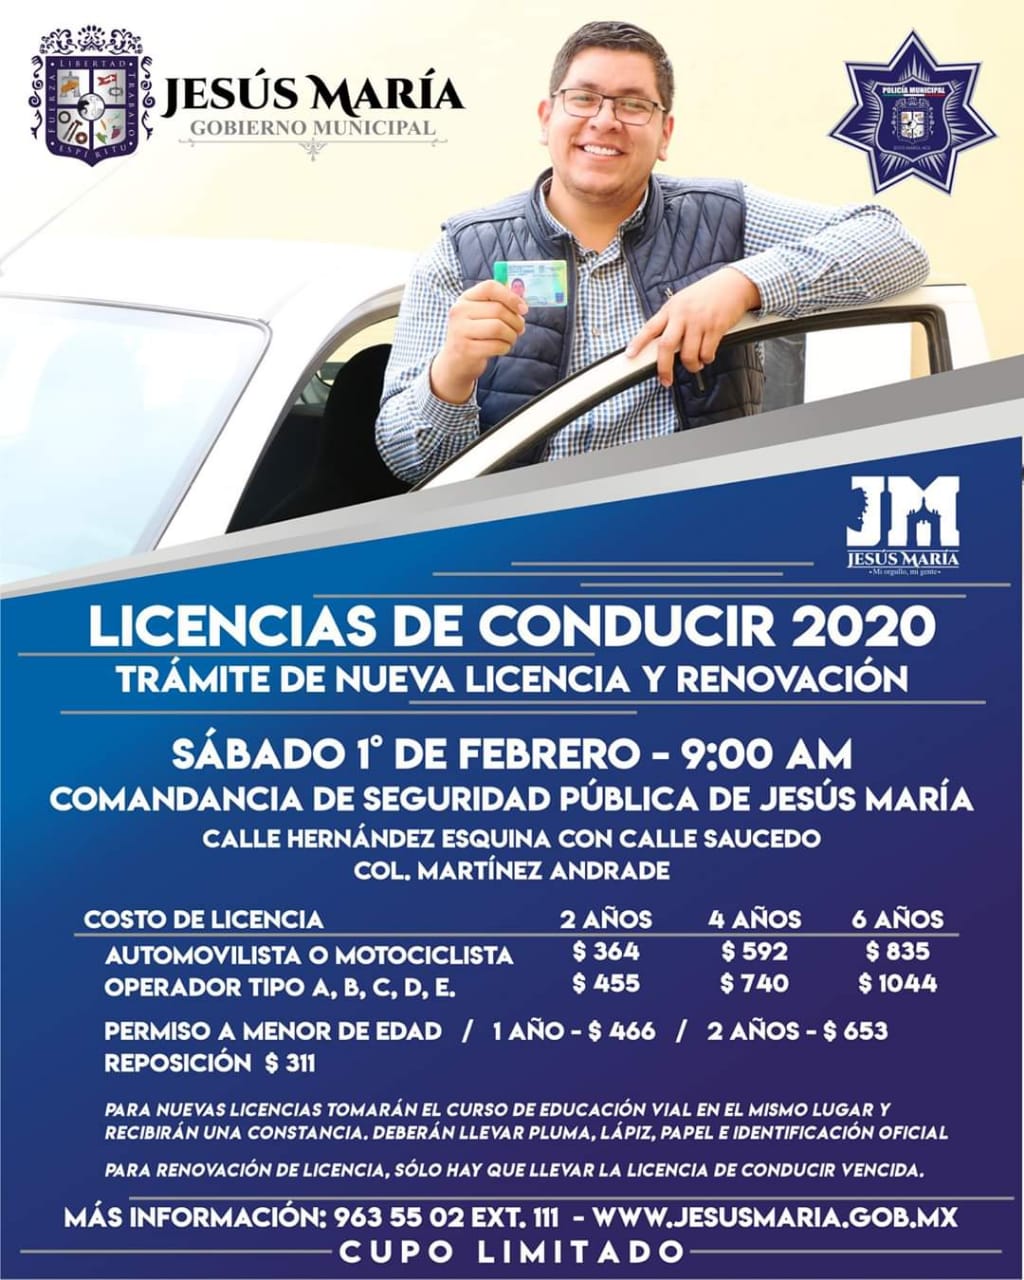 LIBERTAD
FUERZA
TRABAJO
ESPÍRITU
JESÚS MARÍA
GOBIERNO MUNICIPAL
POLICÍA MUNICIPAL
JESÚS MARÍA, AGS.
JM
JESÚS MARÍA
• Mi orgullo, mi gente •
LICENCIAS DE CONDUCIR 2020
TRÁMITE DE NUEVA LICENCIA Y RENOVACIÓN
SÁBADO 1° DE FEBRERO - 9:00 AM
COMANDANCIA DE SEGURIDAD PÚBLICA DE JESÚS MARÍA
CALLE HERNÁNDEZ ESQUINA CON CALLE SAUCEDO
COL. MARTÍNEZ ANDRADE
COSTO DE LICENCIA 2 AÑOS 4 AÑOS 6 AÑOS
AUTOMOVILISTA O MOTOCICLISTA $ 364 $ 592 $ 835
OPERADOR TIPO A, B, C, D, E. $ 455 $ 740 $ 1044
PERMISO A MENOR DE EDAD / 1 AÑO - $ 466 / 2 AÑOS - $ 653
REPOSICIÓN $ 311
PARA NUEVAS LICENCIAS TOMARÁN EL CURSO DE EDUCACIÓN VIAL EN EL MISMO LUGAR Y
RECIBIRÁN UNA CONSTANCIA. DEBERÁN LLEVAR PLUMA, LÁPIZ, PAPEL E IDENTIFICACIÓN OFICIAL
PARA RENOVACIÓN DE LICENCIA, SÓLO HAY QUE LLEVAR LA LICENCIA DE CONDUCIR VENCIDA.
MÁS INFORMACIÓN: 963 55 02 EXT. 111 - WWW.JESUSMARIA.GOB.MX
CUPO LIMITADO